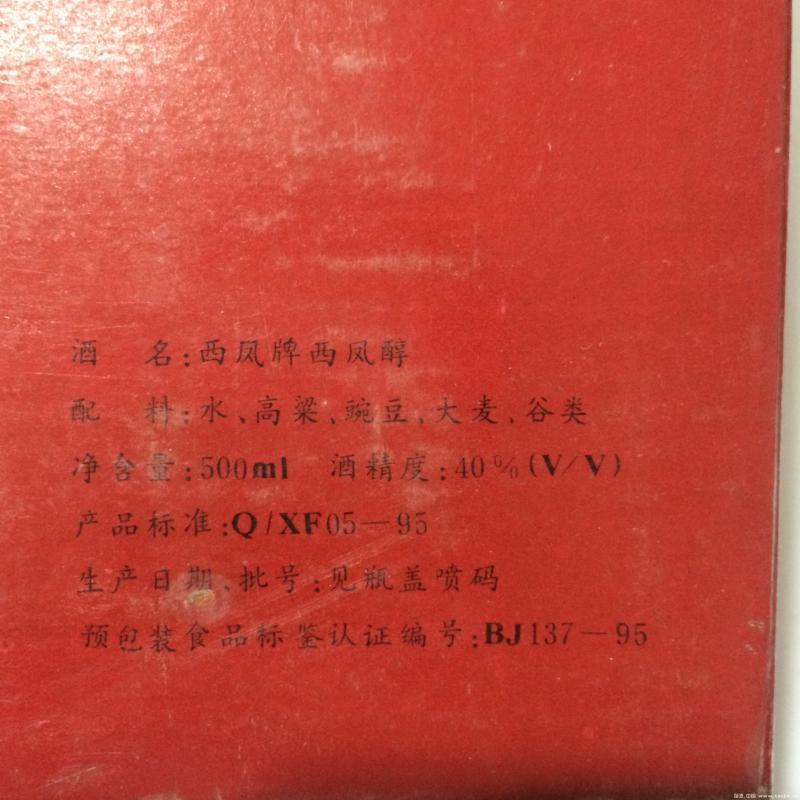 酒 名:西凤牌西凤醇
配 料:水、高粱、豌豆、大麦、谷类
净含量:500ml 酒精度:40%(V/V)
产品标准:Q/XF05—95
生产日期、批号:见瓶盖喷码
预包装食品标鉴认证编号:BJ137—95